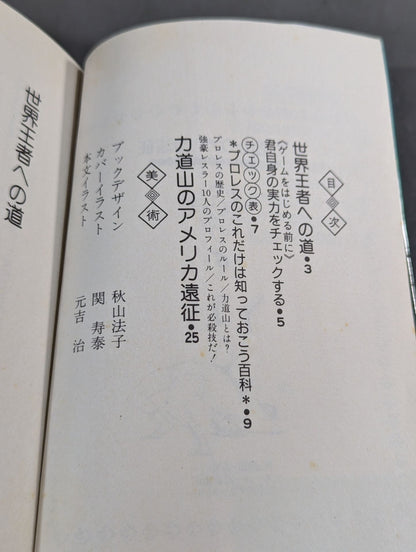 目次
世界王者への道●3
〈ゲームをはじめる前に〉
君自身の実力をチェックする●5
チェック表●7
＊プロレスのこれだけは知っておこう百科＊●9
プロレスの歴史／プロレスのルール／力道山とは？
強豪レスラー10人のプロフィール／これが必殺技だ！
力道山のアメリカ遠征●25
美術
ブックデザイン 秋山法子
カバーイラスト 関寿泰
本文イラスト 元吉治
世界王者への道